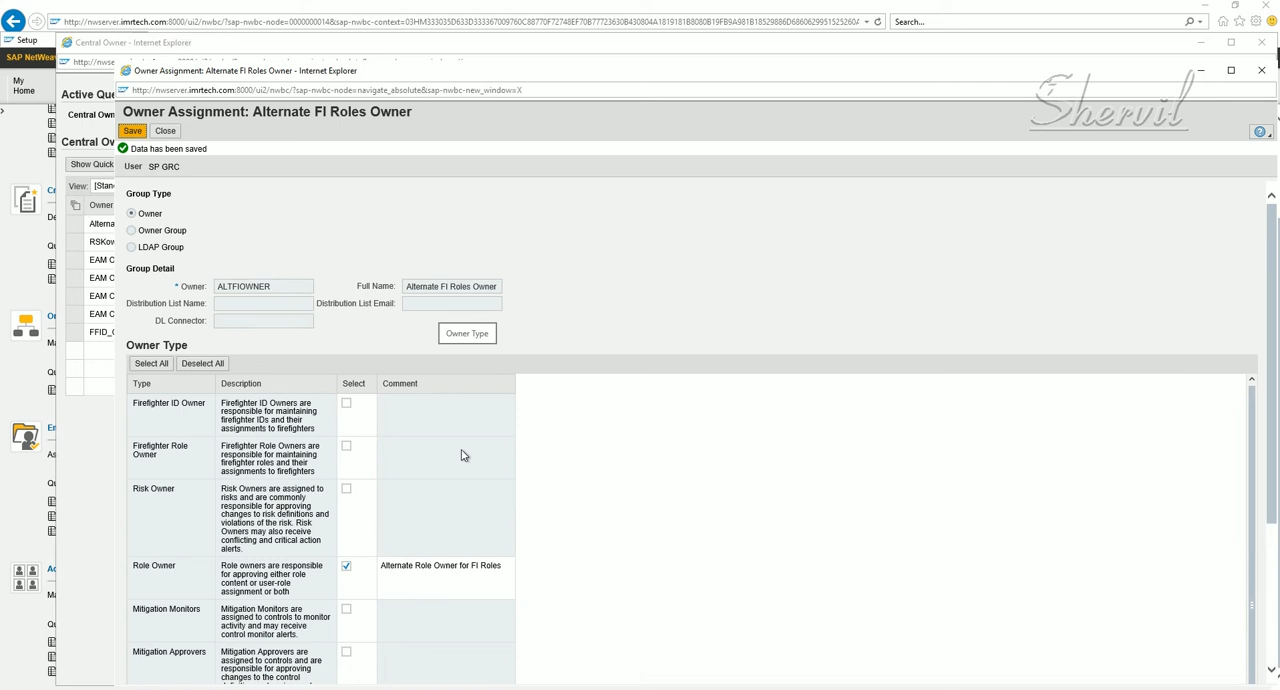 http://nwserver.imrtech.com:8000/ui2/nwbc/?sap-nwbc-node=0000000014&sap-nwbc-context=
Search...
Setup
Central Owner - Internet Explorer
SAP NetWeav
http://nwse
Owner Assignment: Alternate FI Roles Owner - Internet Explorer
http://nwserver.imrtech.com:8000/ui2/nwbc/?sap-nwbc-node=navigate_absolute&sap-nwbc-new_window=X
My
Home
Active Que
Central Own
Central Ow
Show Quick
View: [Stan
Owner
Alterna
RSKow
EAM C
EAM C
EAM C
EAM C
FFID_C
Shervil
Owner Assignment: Alternate FI Roles Owner
Save Close
Data has been saved
User SP GRC
Group Type
Owner
Owner Group
LDAP Group
Group Detail
* Owner: ALTFIOWNER Full Name: Alternate FI Roles Owner
Distribution List Name: Distribution List Email:
DL Connector:
Owner Type
Owner Type
Select All Deselect All
Type Description Select Comment
Firefighter ID Owner
Firefighter ID Owners are
responsible for maintaining
firefighter IDs and their
assignments to firefighters
Firefighter Role
Owner
Firefighter Role Owners are
responsible for maintaining
firefighter roles and their
assignments to firefighters
Risk Owner
Risk Owners are assigned to
risks and are commonly
responsible for approving
changes to risk definitions and
violations of the risk. Risk
Owners may also receive
conflicting and critical action
alerts.
Role Owner
Role owners are responsible
for approving either role
content or user-role
assignment or both
Alternate Role Owner for FI Roles
Mitigation Monitors
Mitigation Monitors are
assigned to controls to monitor
activity and may receive
control monitor alerts.
Mitigation Approvers
Mitigation Approvers are
assigned to controls and are
responsible for approving
changes to the control